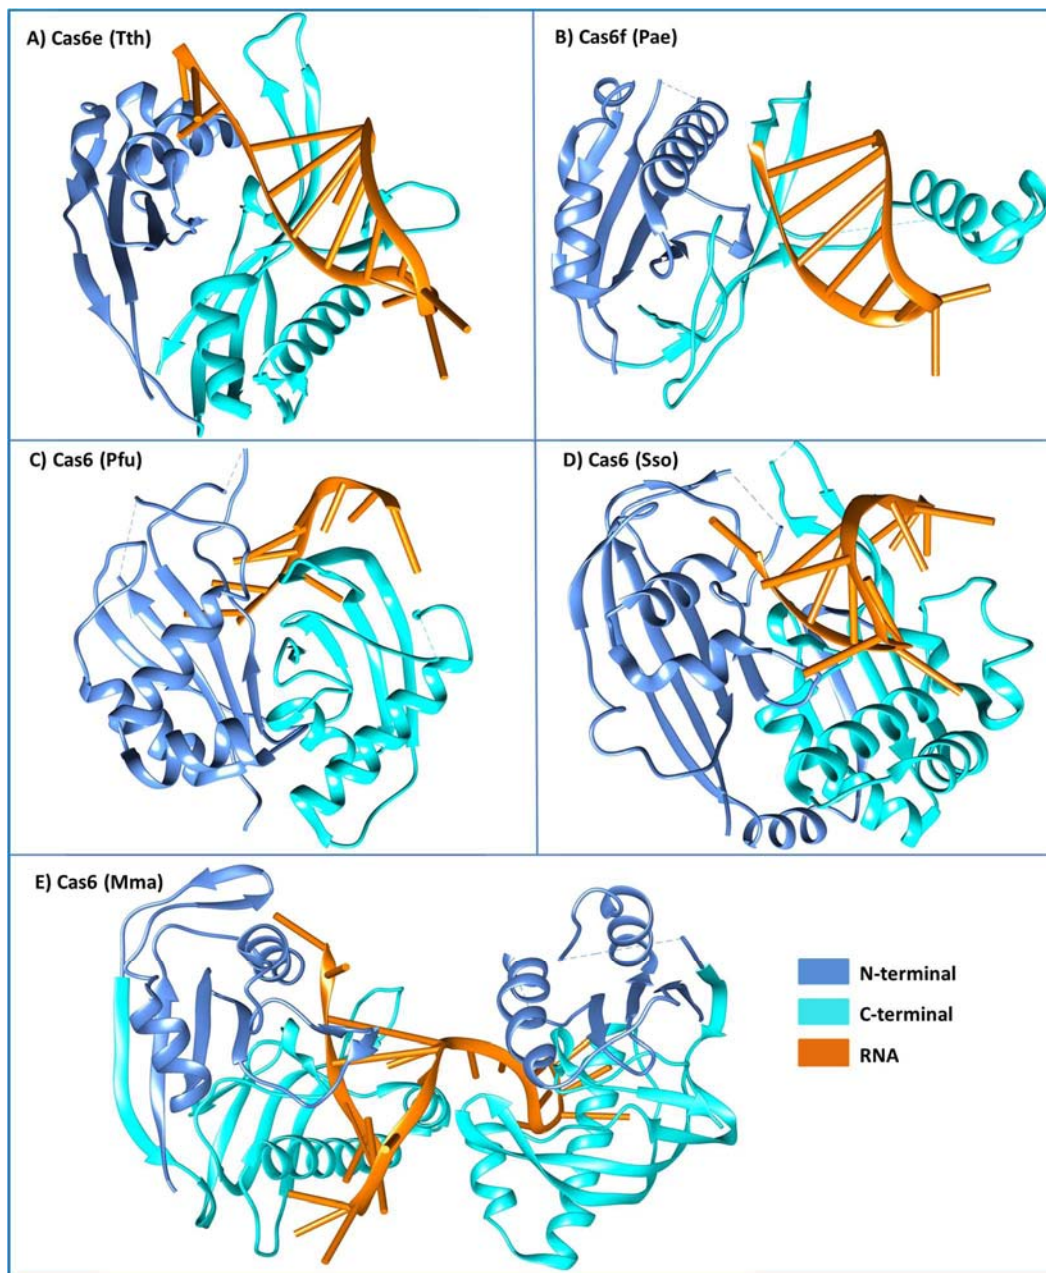 A) Cas6e (Tth)
B) Cas6f (Pae)
C) Cas6 (Pfu)
D) Cas6 (Sso)
E) Cas6 (Mma)
N-terminal
C-terminal
RNA